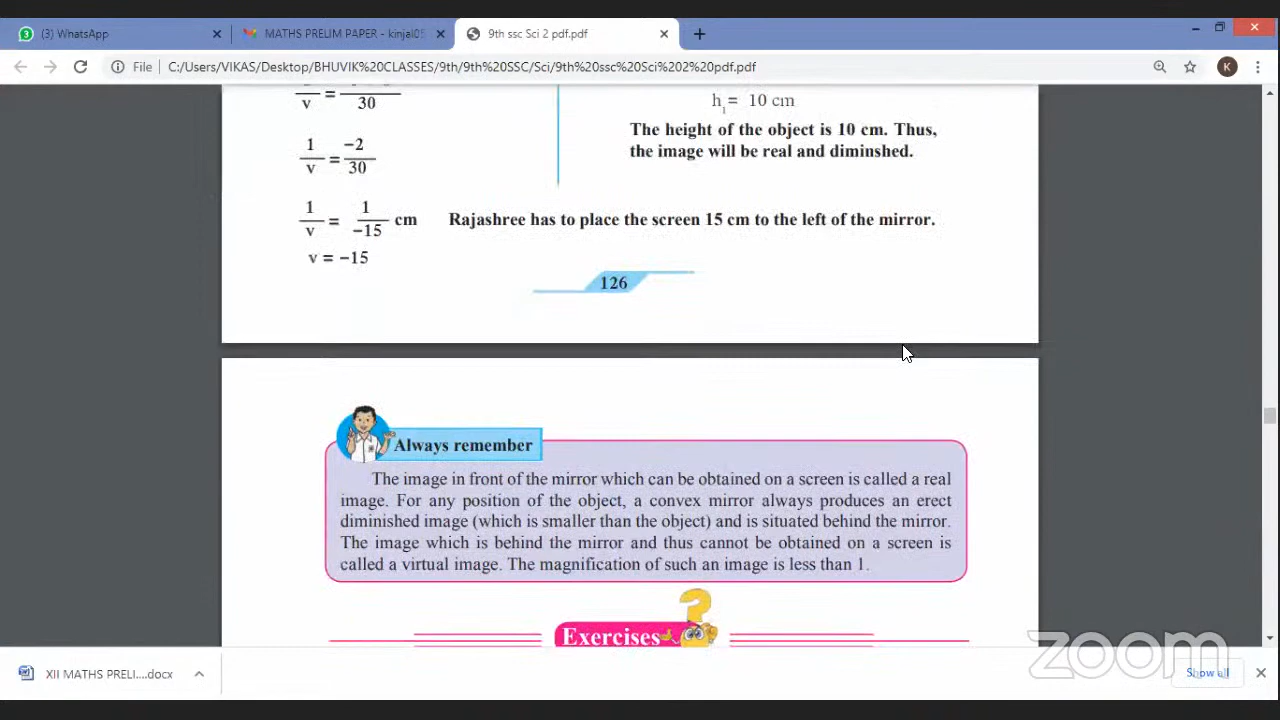 (3) WhatsApp
MATHS PRELIM PAPER - kinjal05
9th ssc Sci 2 pdf.pdf
File
C:/Users/VIKAS/Desktop/BHUVIK%20CLASSES/9th/9th%20SSC/Sci/9th%20ssc%20Sci%202%20pdf.pdf
K
v = 30
1/v = −2/30
1/v = 1/−15 cm
v = −15
h₁ = 10 cm
The height of the object is 10 cm. Thus,
the image will be real and diminshed.
Rajashree has to place the screen 15 cm to the left of the mirror.
126
Always remember
The image in front of the mirror which can be obtained on a screen is called a real
image. For any position of the object, a convex mirror always produces an erect
diminished image (which is smaller than the object) and is situated behind the mirror.
The image which is behind the mirror and thus cannot be obtained on a screen is
called a virtual image. The magnification of such an image is less than 1.
Exercises
zoom
XII MATHS PRELI....docx
Show all